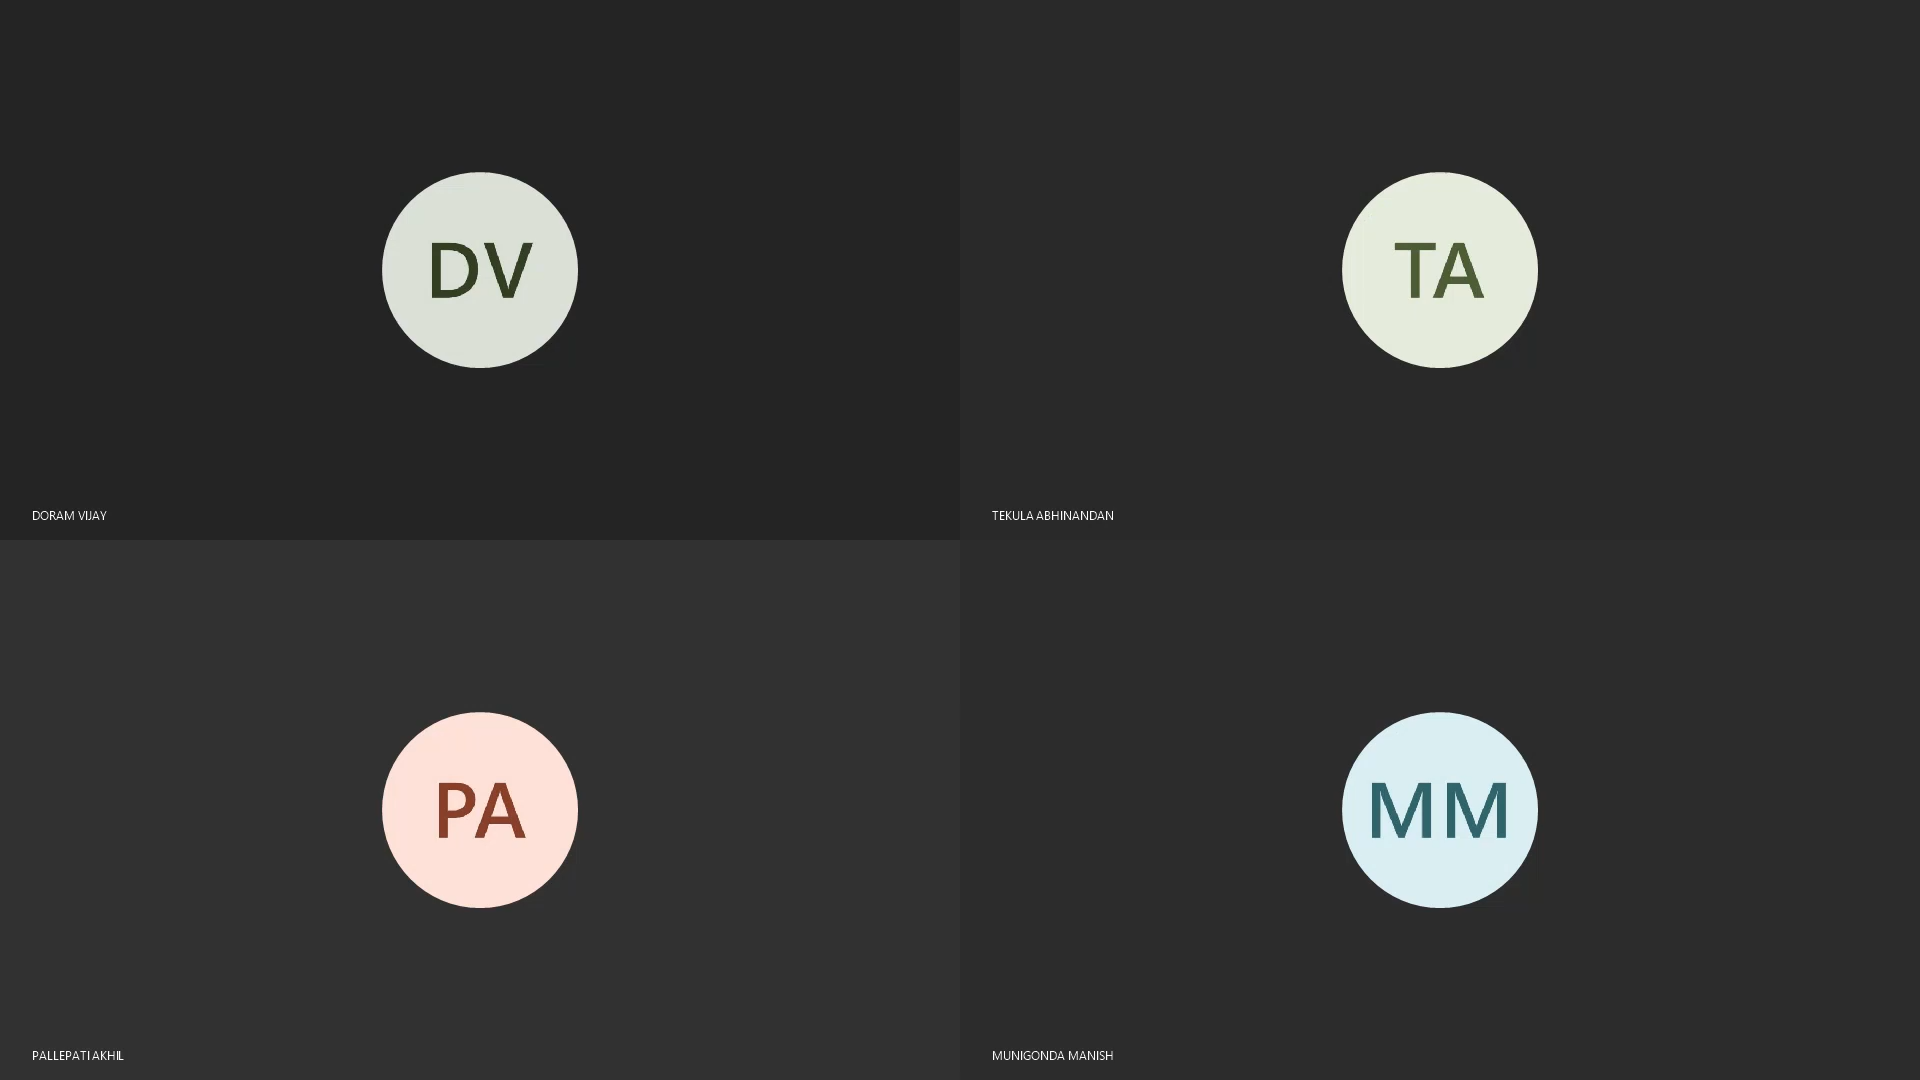 DV
TA
DORAM VIJAY
TEKULA ABHINANDAN
PA
MM
PALLEPATI AKHIL
MUNIGONDA MANISH